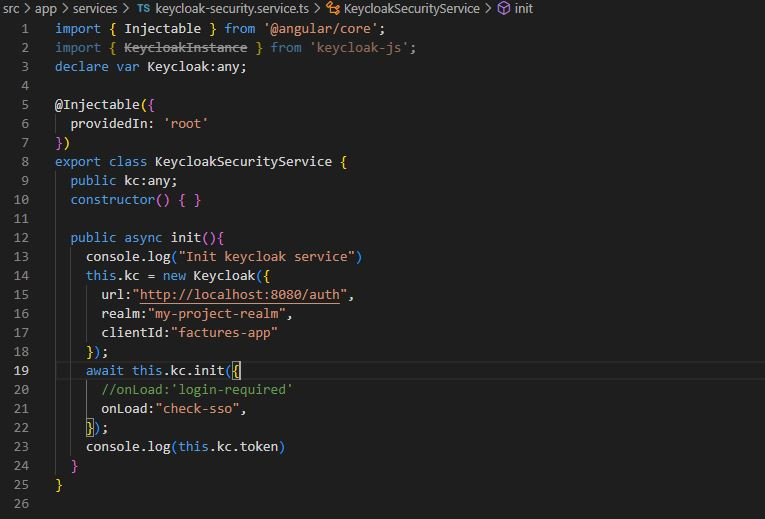 src > app > services > TS keycloak-security.service.ts > KeycloakSecurityService > init
1 import { Injectable } from '@angular/core';
2 import { KeycloakInstance } from 'keycloak-js';
3 declare var Keycloak:any;
4
5 @Injectable({
6   providedIn: 'root'
7 })
8 export class KeycloakSecurityService {
9   public kc:any;
10   constructor() { }
11
12   public async init(){
13     console.log("Init keycloak service")
14     this.kc = new Keycloak({
15       url:"http://localhost:8080/auth",
16       realm:"my-project-realm",
17       clientId:"factures-app"
18     });
19     await this.kc.init({
20       //onLoad:'login-required'
21       onLoad:"check-sso",
22     });
23     console.log(this.kc.token)
24   }
25 }
26